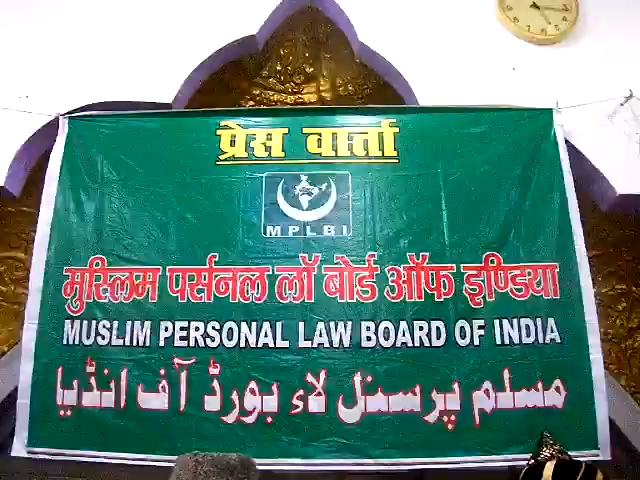 प्रेस वार्ता
MPLBI
मुस्लिम पर्सनल लॉ बोर्ड ऑफ इण्डिया
MUSLIM PERSONAL LAW BOARD OF INDIA
مسلم پرسنل لاء بورڈ آف انڈیا